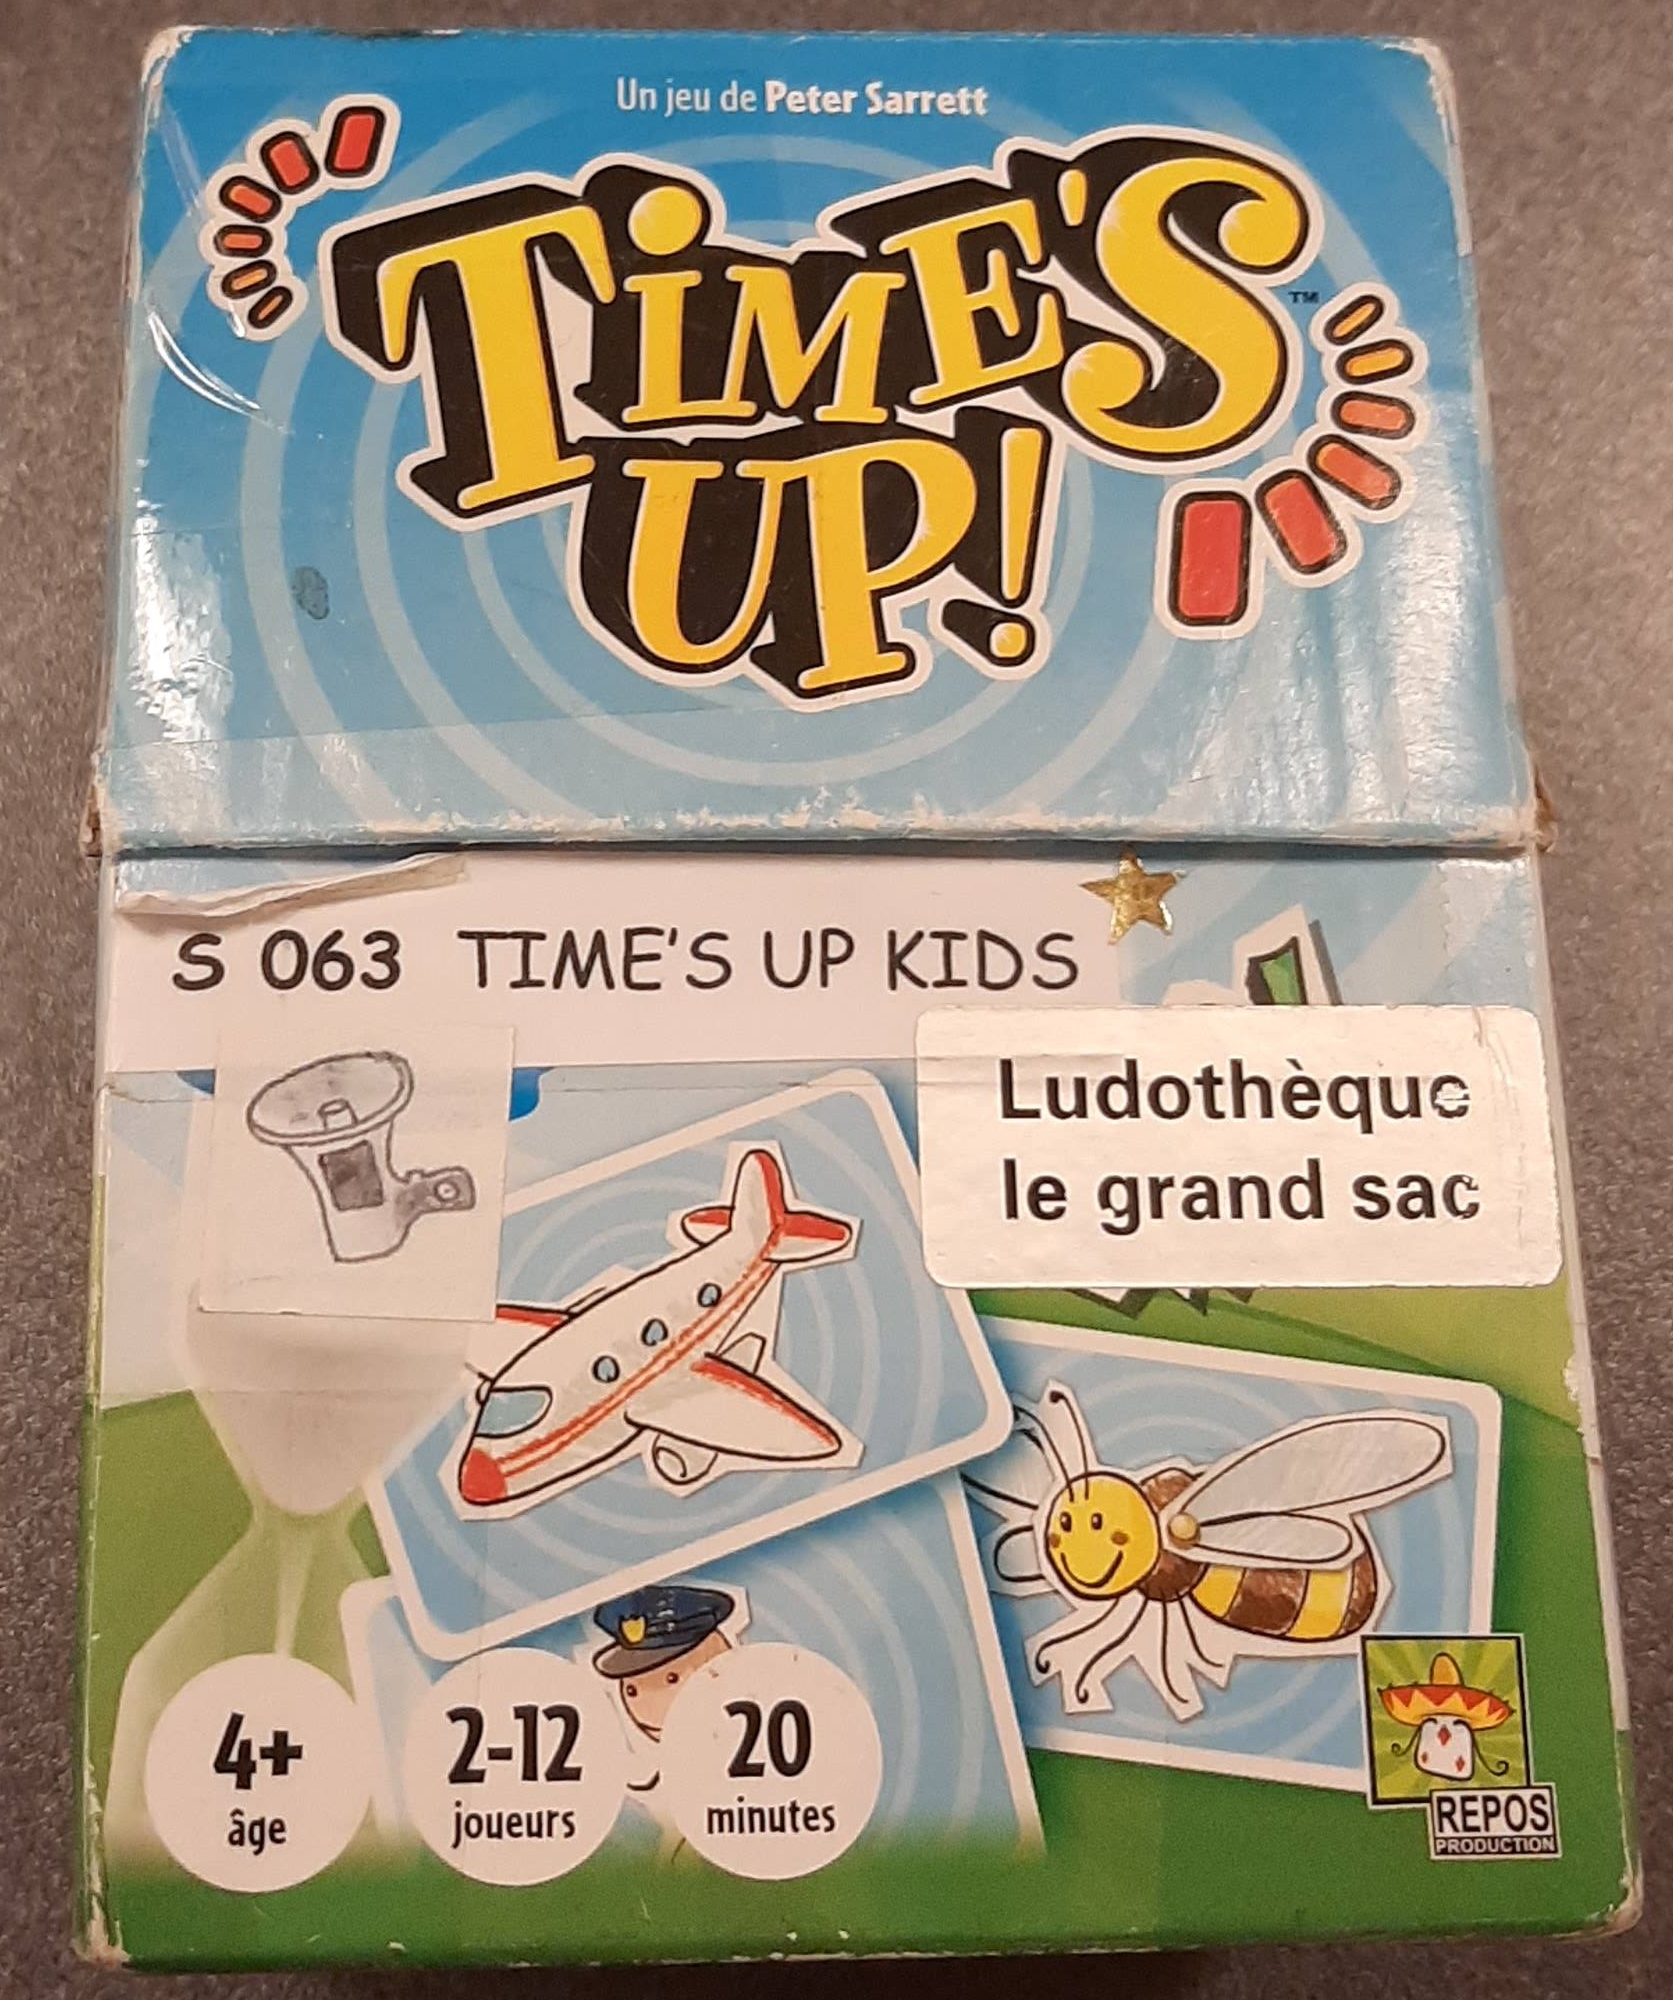 Un jeu de Peter Sarrett
TiME'S
™
UP!
S 063 TIME'S UP KIDS
Ludothèque
le grand sac
4+
âge
2-12
joueurs
20
minutes
REPOS
PRODUCTION